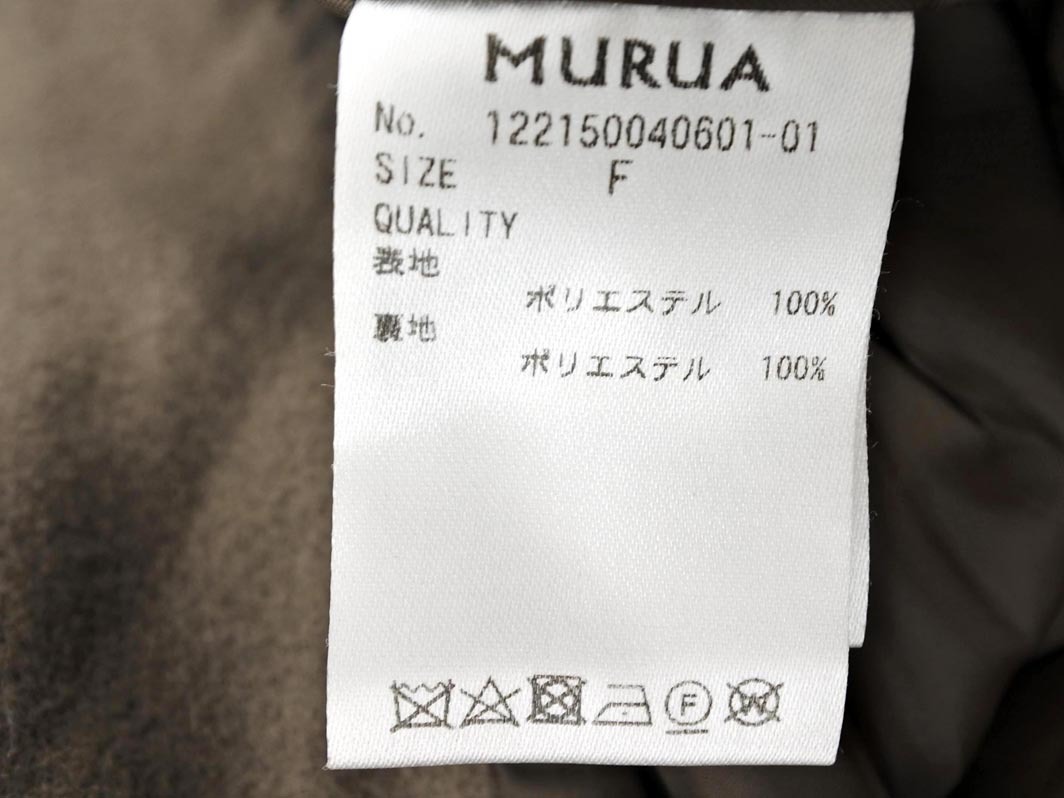 MURUA
No. 122150040601-01
SIZE F
QUALITY
表地
ポリエステル 100%
裏地
ポリエステル 100%
F W